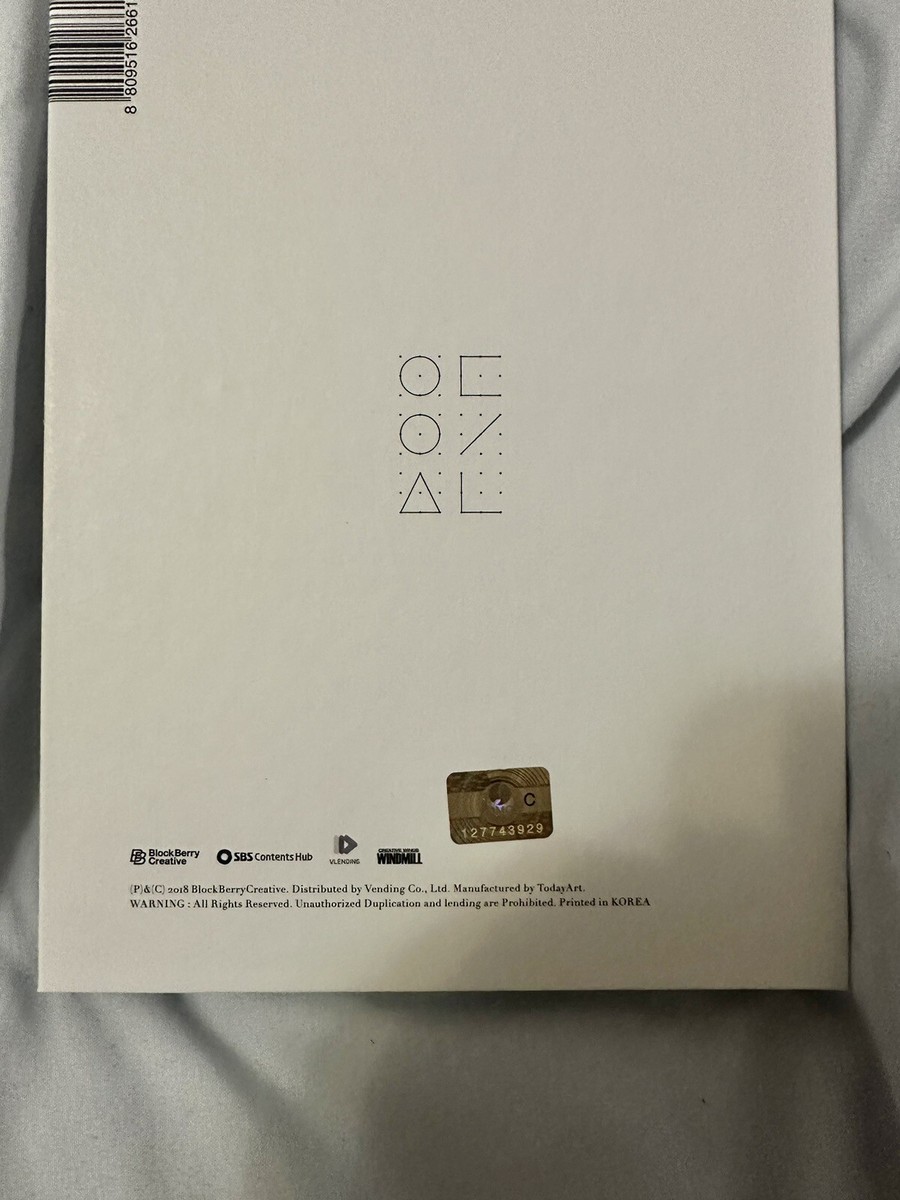 8 809516 2661
C
127743929
BlockBerry
Creative
SBS Contents Hub
VLENDING
CREATIVE WINGS
WINDMILL
(P)&(C) 2018 BlockBerryCreative. Distributed by Vending Co., Ltd. Manufactured by TodayArt.
WARNING : All Rights Reserved. Unauthorized Duplication and lending are Prohibited. Printed in KOREA